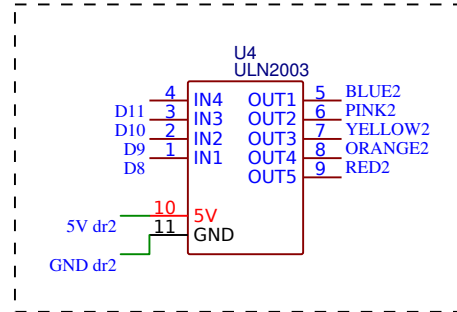 U4
ULN2003
4 IN4 OUT1 5 BLUE2
D11 3 IN3 OUT2 6 PINK2
D10 2 IN2 OUT3 7 YELLOW2
D9 1 IN1 OUT4 8 ORANGE2
D8 OUT5 9 RED2
5V dr2 10 5V
GND dr2 11 GND